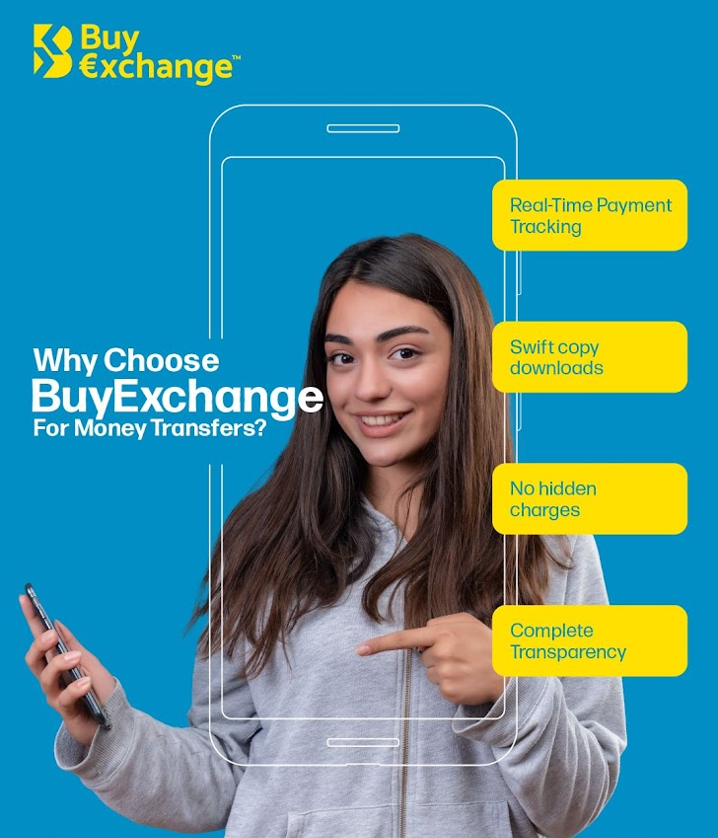 Buy
€xchange™
Real-Time Payment
Tracking
Swift copy
downloads
Why Choose
BuyExchange
For Money Transfers?
No hidden
charges
Complete
Transparency